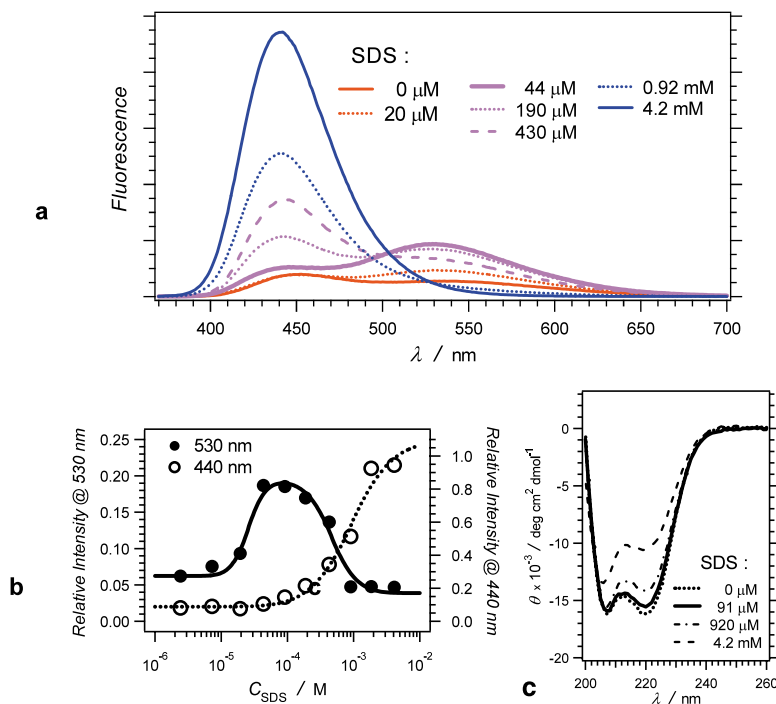 a
Fluorescence
SDS :
0 μM
20 μM
44 μM
190 μM
430 μM
0.92 mM
4.2 mM
400 450 500 550 600 650 700
λ / nm
b
Relative Intensity @ 530 nm
0.25
0.20
0.15
0.10
0.05
0.00
530 nm
440 nm
C
1.0
0.8
0.6
0.4
0.2
0.0
Relative Intensity @ 440 nm
10⁻⁶ 10⁻⁵ 10⁻⁴ 10⁻³ 10⁻²
C_SDS / M
c
θ x 10⁻³ / deg cm² dmol⁻¹
0
-5
-10
-15
-20
SDS :
0 μM
91 μM
920 μM
4.2 mM
200 220 240 260
λ / nm